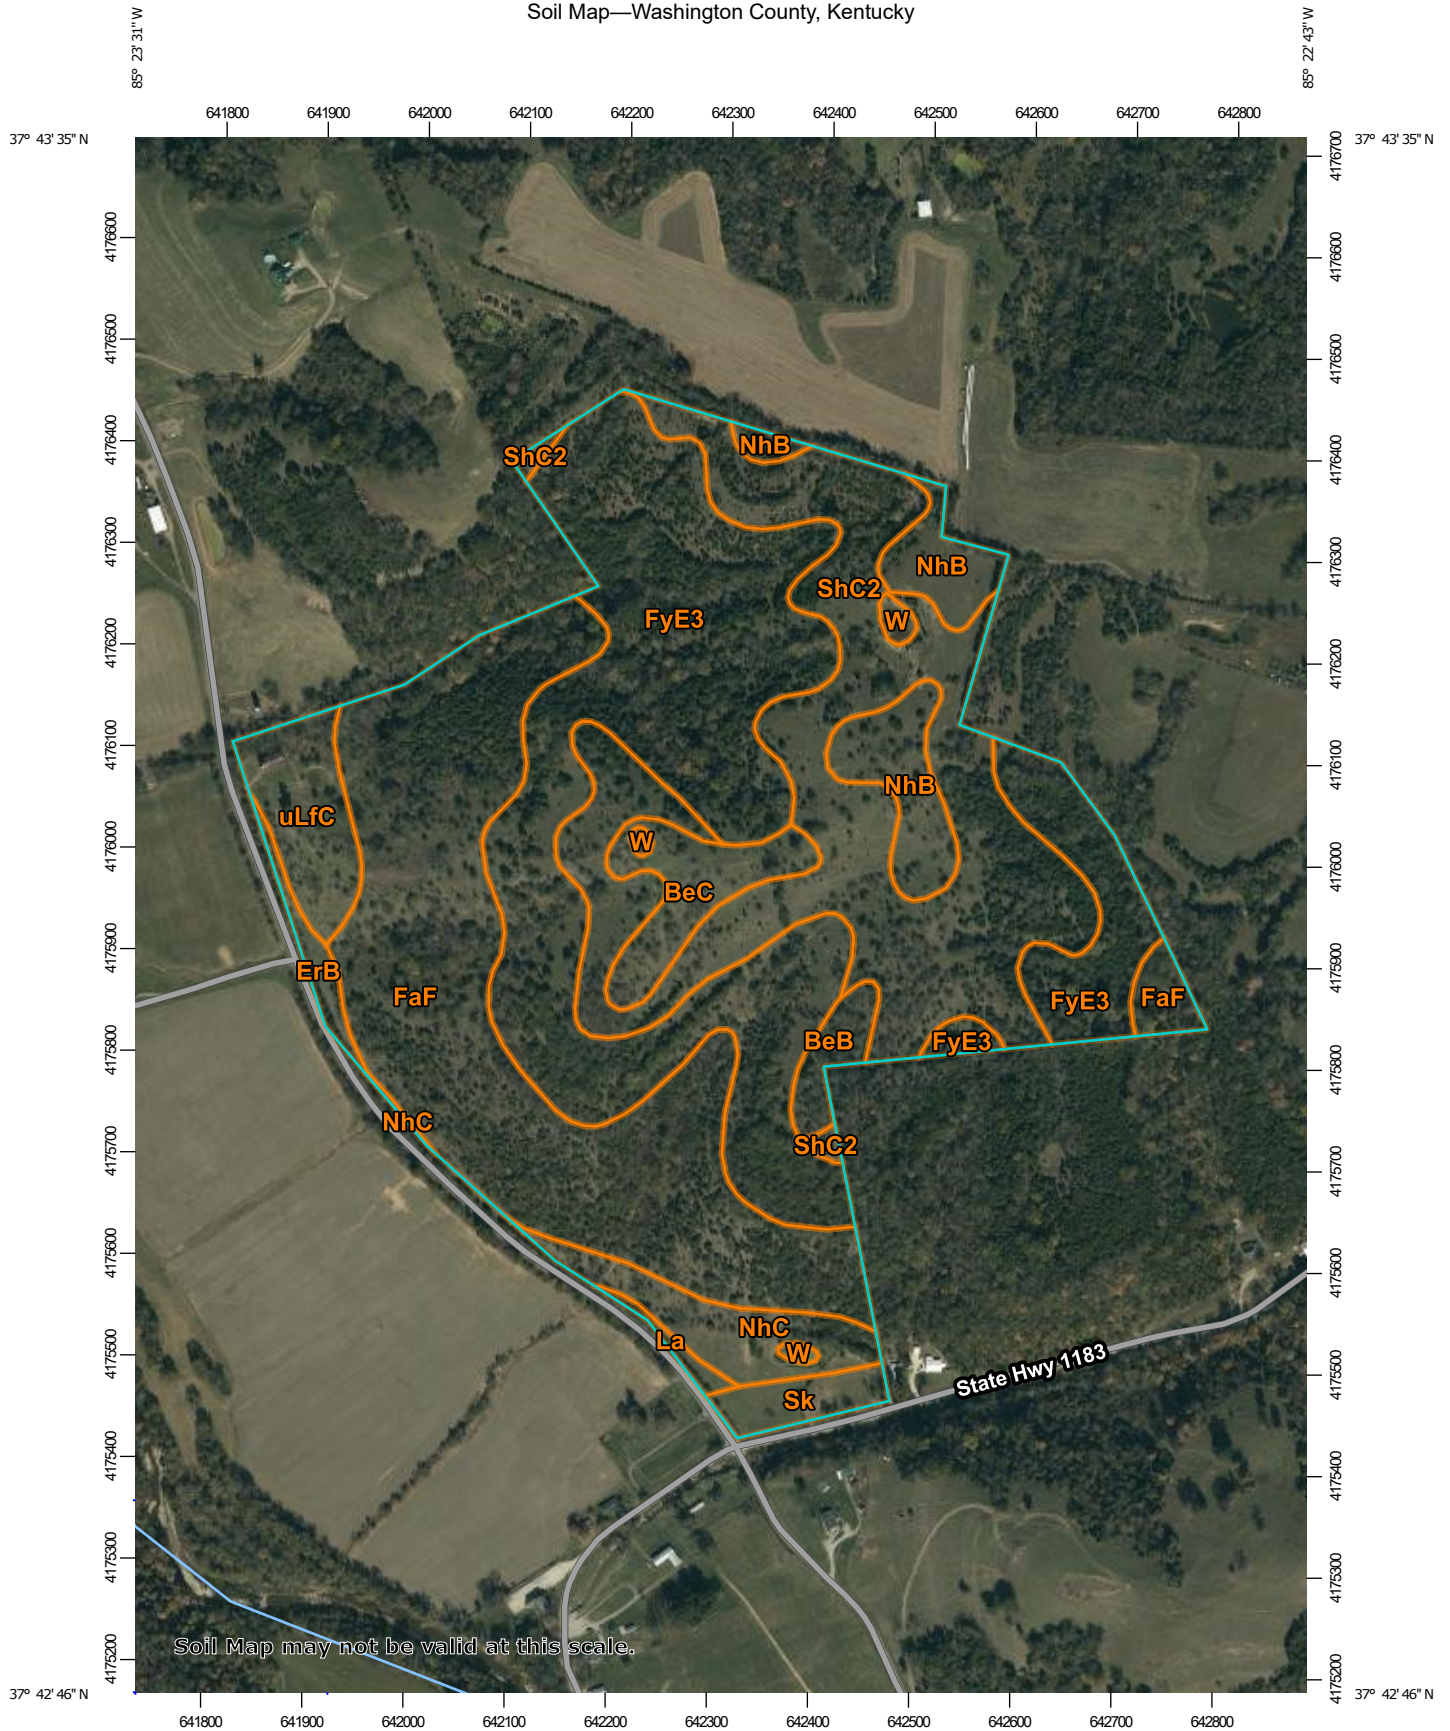 Soil Map—Washington County, Kentucky
85° 23' 31'' W
85° 22' 43'' W
641800 641900 642000 642100 642200 642300 642400 642500 642600 642700 642800
37° 43' 35'' N
37° 43' 35'' N
4176700
4176600
4176600
4176500
4176500
4176400
4176400
4176300
4176300
4176200
4176200
4176100
4176100
4176000
4176000
4175900
4175900
4175800
4175800
4175700
4175700
4175600
4175600
4175500
4175500
4175400
4175400
4175300
4175300
4175200
4175200
NhB
ShC2
NhB
ShC2
FyE3
W
NhB
uLfC
W
BeC
ErB
FaF
FyE3
FaF
BeB
FyE3
NhC
ShC2
NhC
La
W
State Hwy 1183
Sk
Soil Map may not be valid at this scale.
37° 42' 46'' N
37° 42' 46'' N
641800 641900 642000 642100 642200 642300 642400 642500 642600 642700 642800